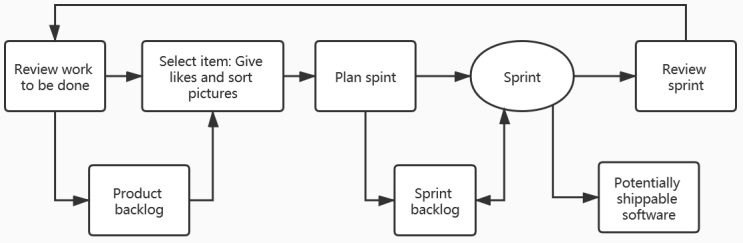 Review work
to be done
Select item: Give
likes and sort
pictures
Plan spint
Sprint
Review
sprint
Product
backlog
Sprint
backlog
Potentially
shippable
software